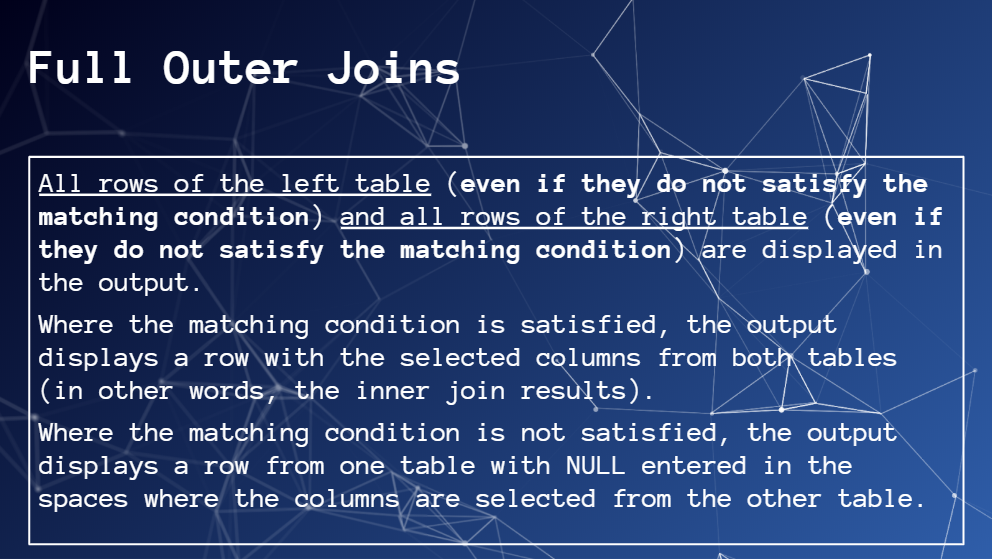 Full Outer Joins
All rows of the left table (even if they do not satisfy the
matching condition) and all rows of the right table (even if
they do not satisfy the matching condition) are displayed in
the output.
Where the matching condition is satisfied, the output
displays a row with the selected columns from both tables
(in other words, the inner join results).
Where the matching condition is not satisfied, the output
displays a row from one table with NULL entered in the
spaces where the columns are selected from the other table.